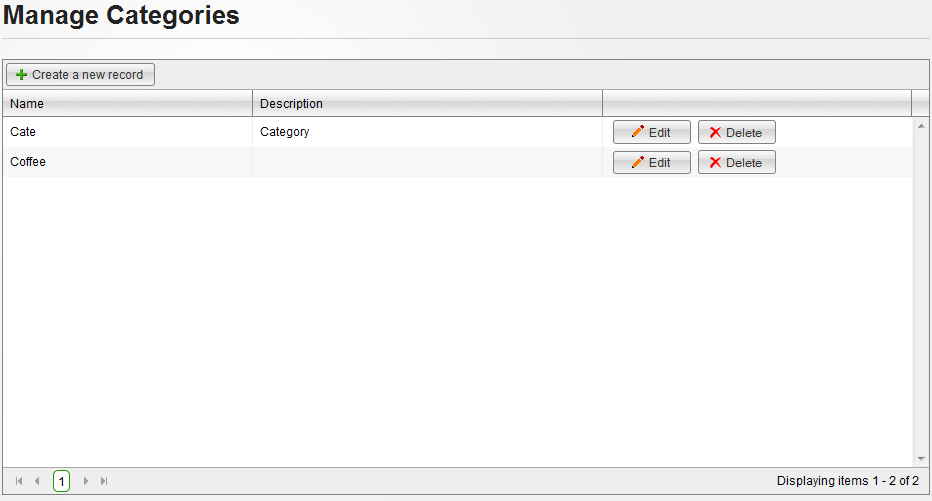 Manage Categories
Create a new record
Name Description
Cate Category Edit Delete
Coffee Edit Delete
1 Displaying items 1 - 2 of 2